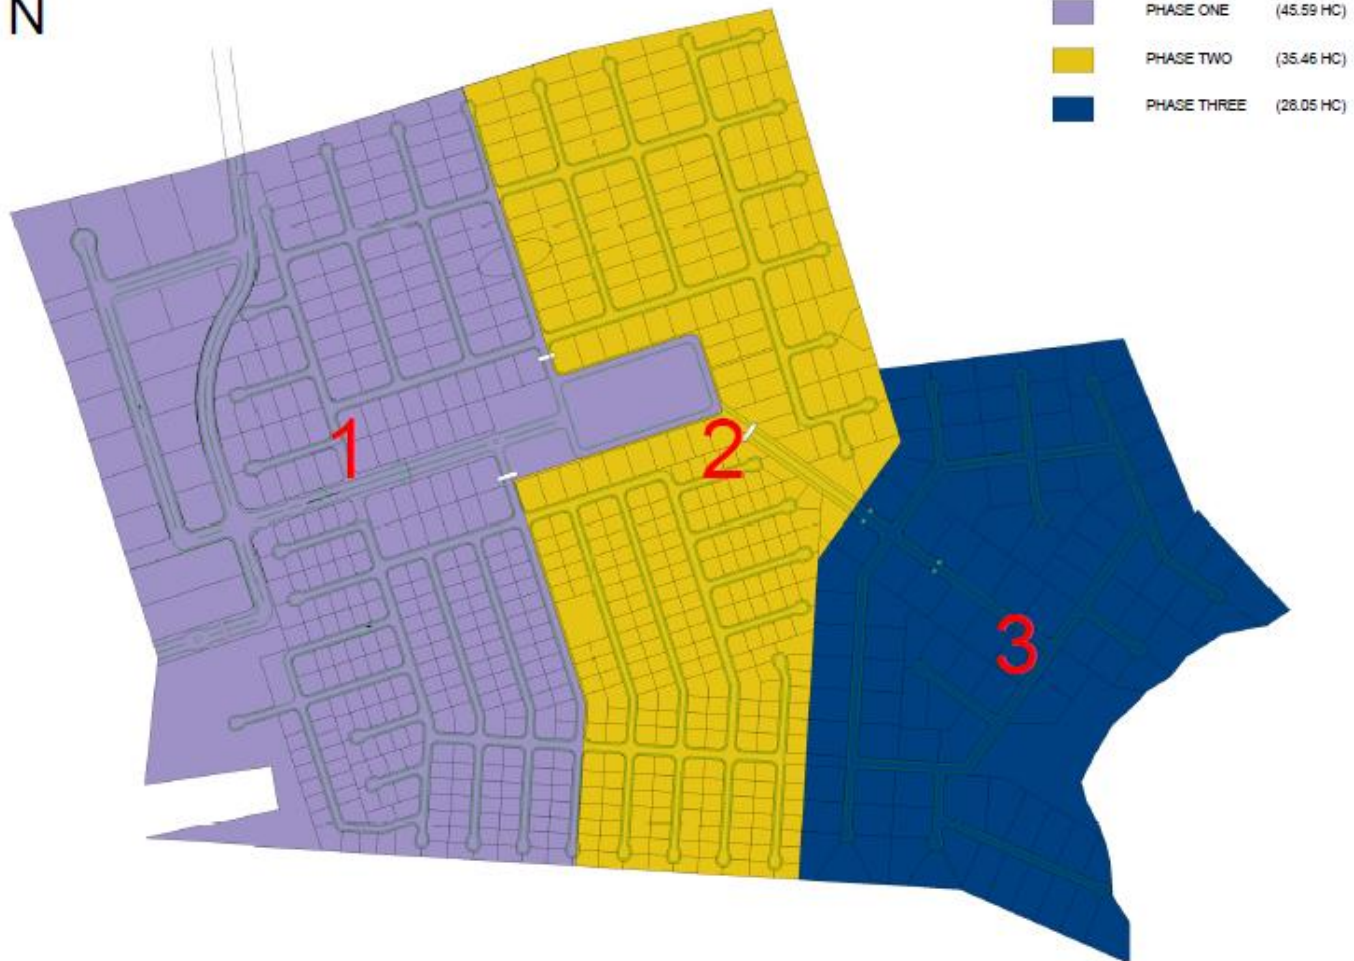 N
PHASE ONE (45.59 HC)
PHASE TWO (35.46 HC)
PHASE THREE (28.05 HC)
1
2
3